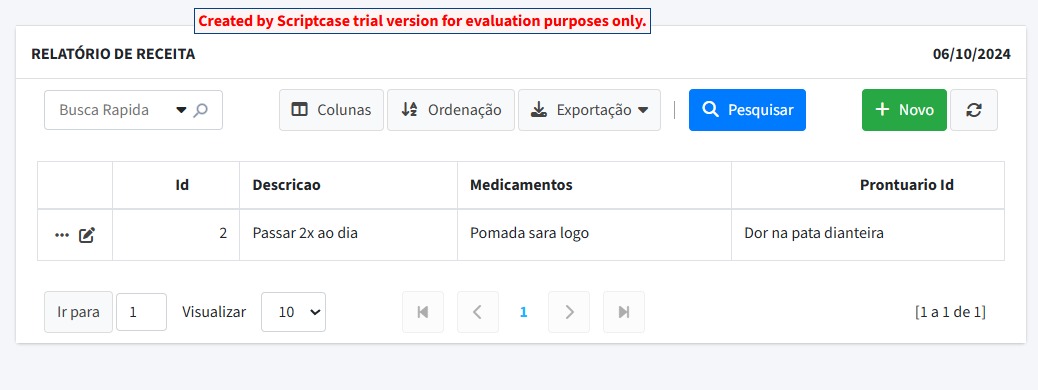 Created by Scriptcase trial version for evaluation purposes only.
RELATÓRIO DE RECEITA 06/10/2024
Busca Rapida Colunas Ordenação Exportação Pesquisar Novo
Id Descricao Medicamentos Prontuario Id
2 Passar 2x ao dia Pomada sara logo Dor na pata dianteira
Ir para 1 Visualizar 10 1 [1 a 1 de 1]